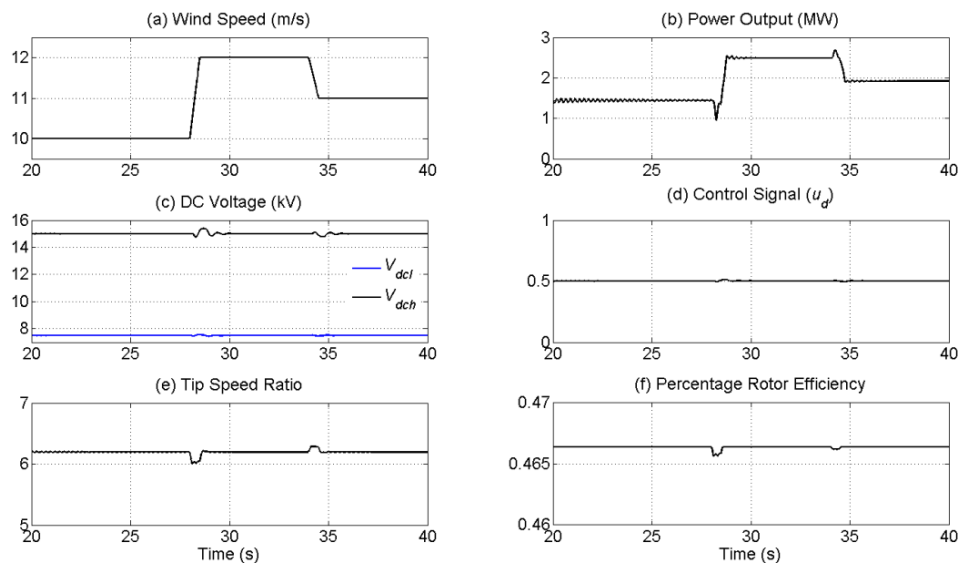 (a) Wind Speed (m/s)
12
11
10
20 25 30 35 40
(b) Power Output (MW)
3
2
1
0
20 25 30 35 40
(c) DC Voltage (kV)
16
14
12
10
8
V_dcl
V_dch
20 25 30 35 40
(d) Control Signal (u_d)
1
0.5
0
20 25 30 35 40
(e) Tip Speed Ratio
7
6
5
20 25 30 35 40
Time (s)
(f) Percentage Rotor Efficiency
0.47
0.465
0.46
20 25 30 35 40
Time (s)